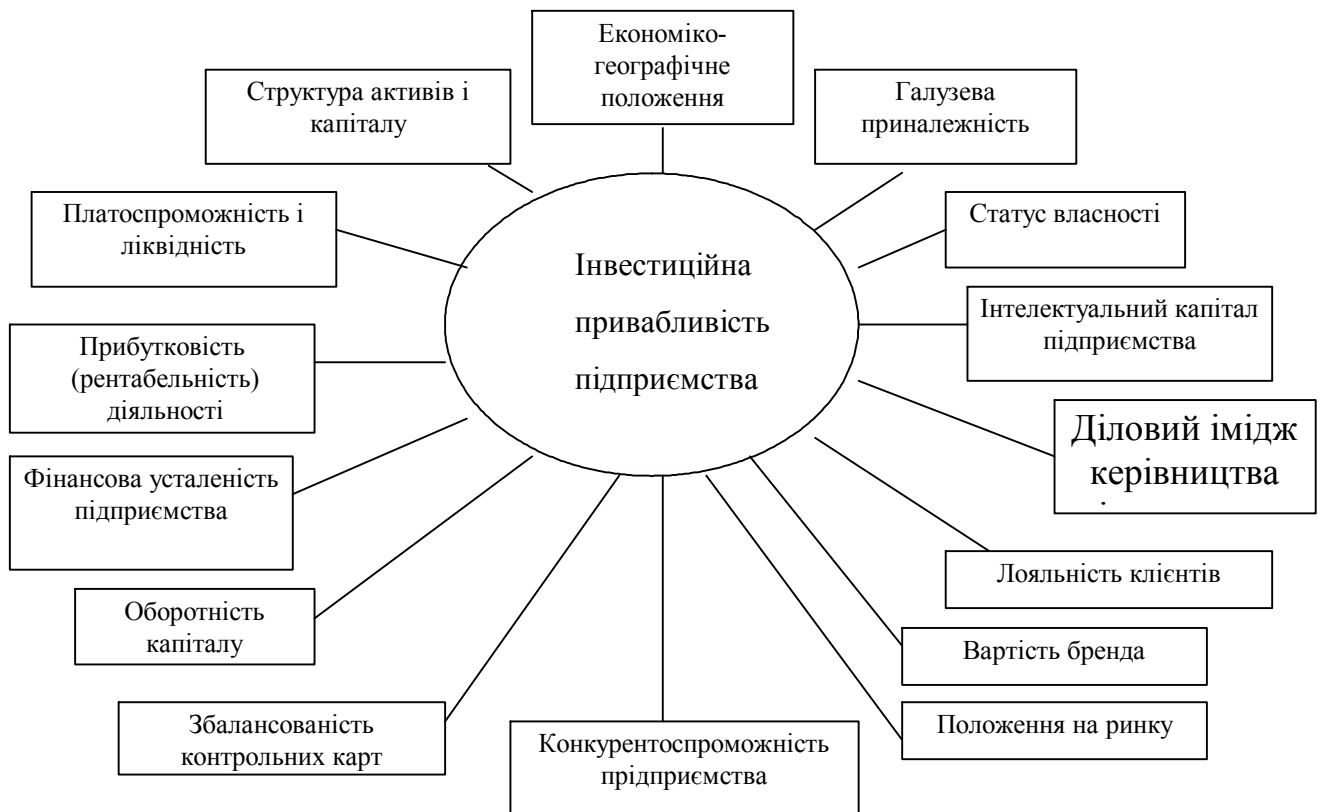 Економіко-
географічне
положення
Структура активів і
капіталу
Галузева
приналежність
Платоспроможність і
ліквідність
Статус власності
Інвестиційна
привабливість
підприємства
Інтелектуальний капітал
підприємства
Прибутковість
(рентабельність)
діяльності
Діловий імідж
керівництва
Фінансова усталеність
підприємства
Лояльність клієнтів
Оборотність
капіталу
Вартість бренда
Збалансованість
контрольних карт
Положення на ринку
Конкурентоспроможність
прідприємства